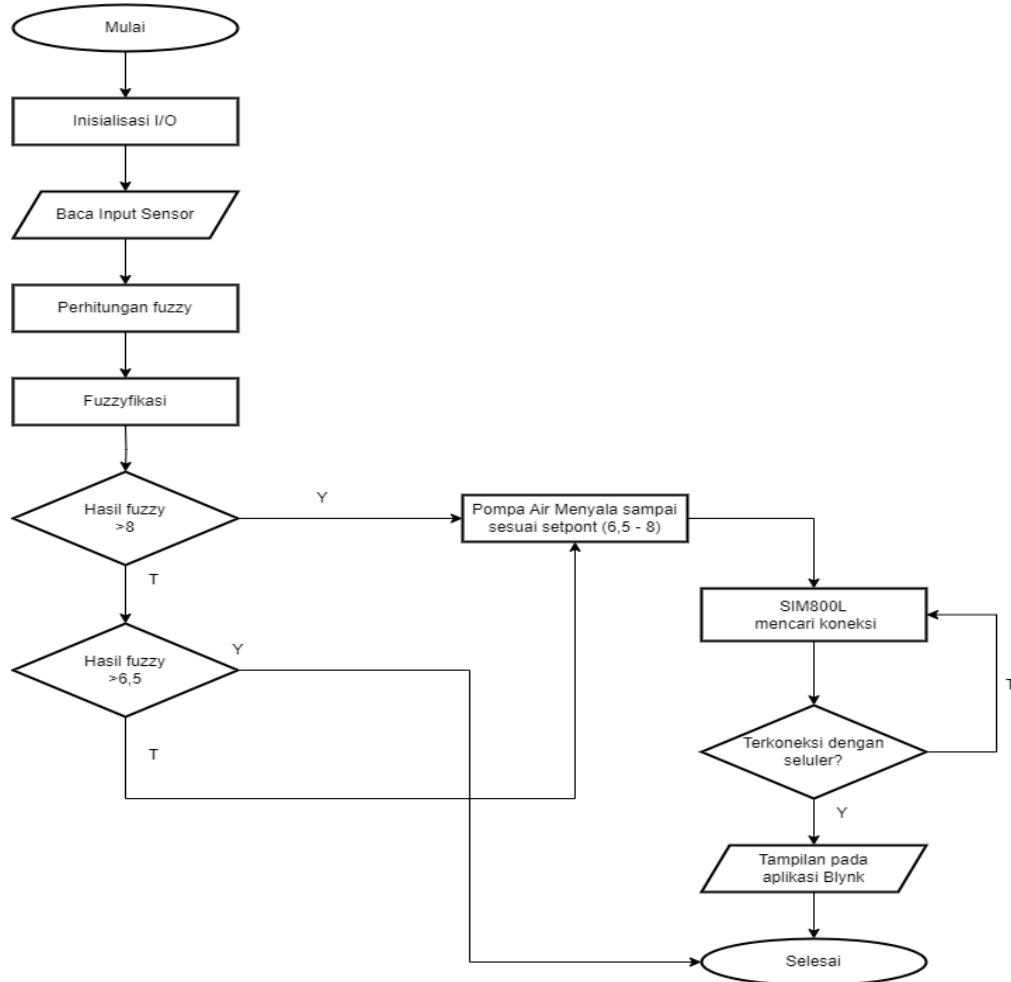 Mulai
Inisialisasi I/O
Baca Input Sensor
Perhitungan fuzzy
Fuzzyfikasi
Hasil fuzzy
>8
Y
T
Pompa Air Menyala sampai
sesuai setpont (6,5 - 8)
Hasil fuzzy
>6,5
Y
T
SIM800L
mencari koneksi
Terkoneksi dengan
seluler?
T
Y
Tampilan pada
aplikasi Blynk
Selesai